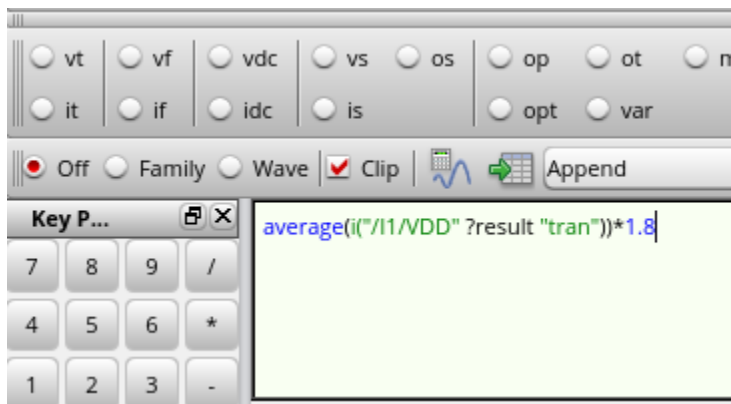 vt vf vdc vs os op ot
it if idc is opt var
Off Family Wave Clip Append
Key P...
average(i("/I1/VDD" ?result "tran"))*1.8
7 8 9 /
4 5 6 *
1 2 3 -